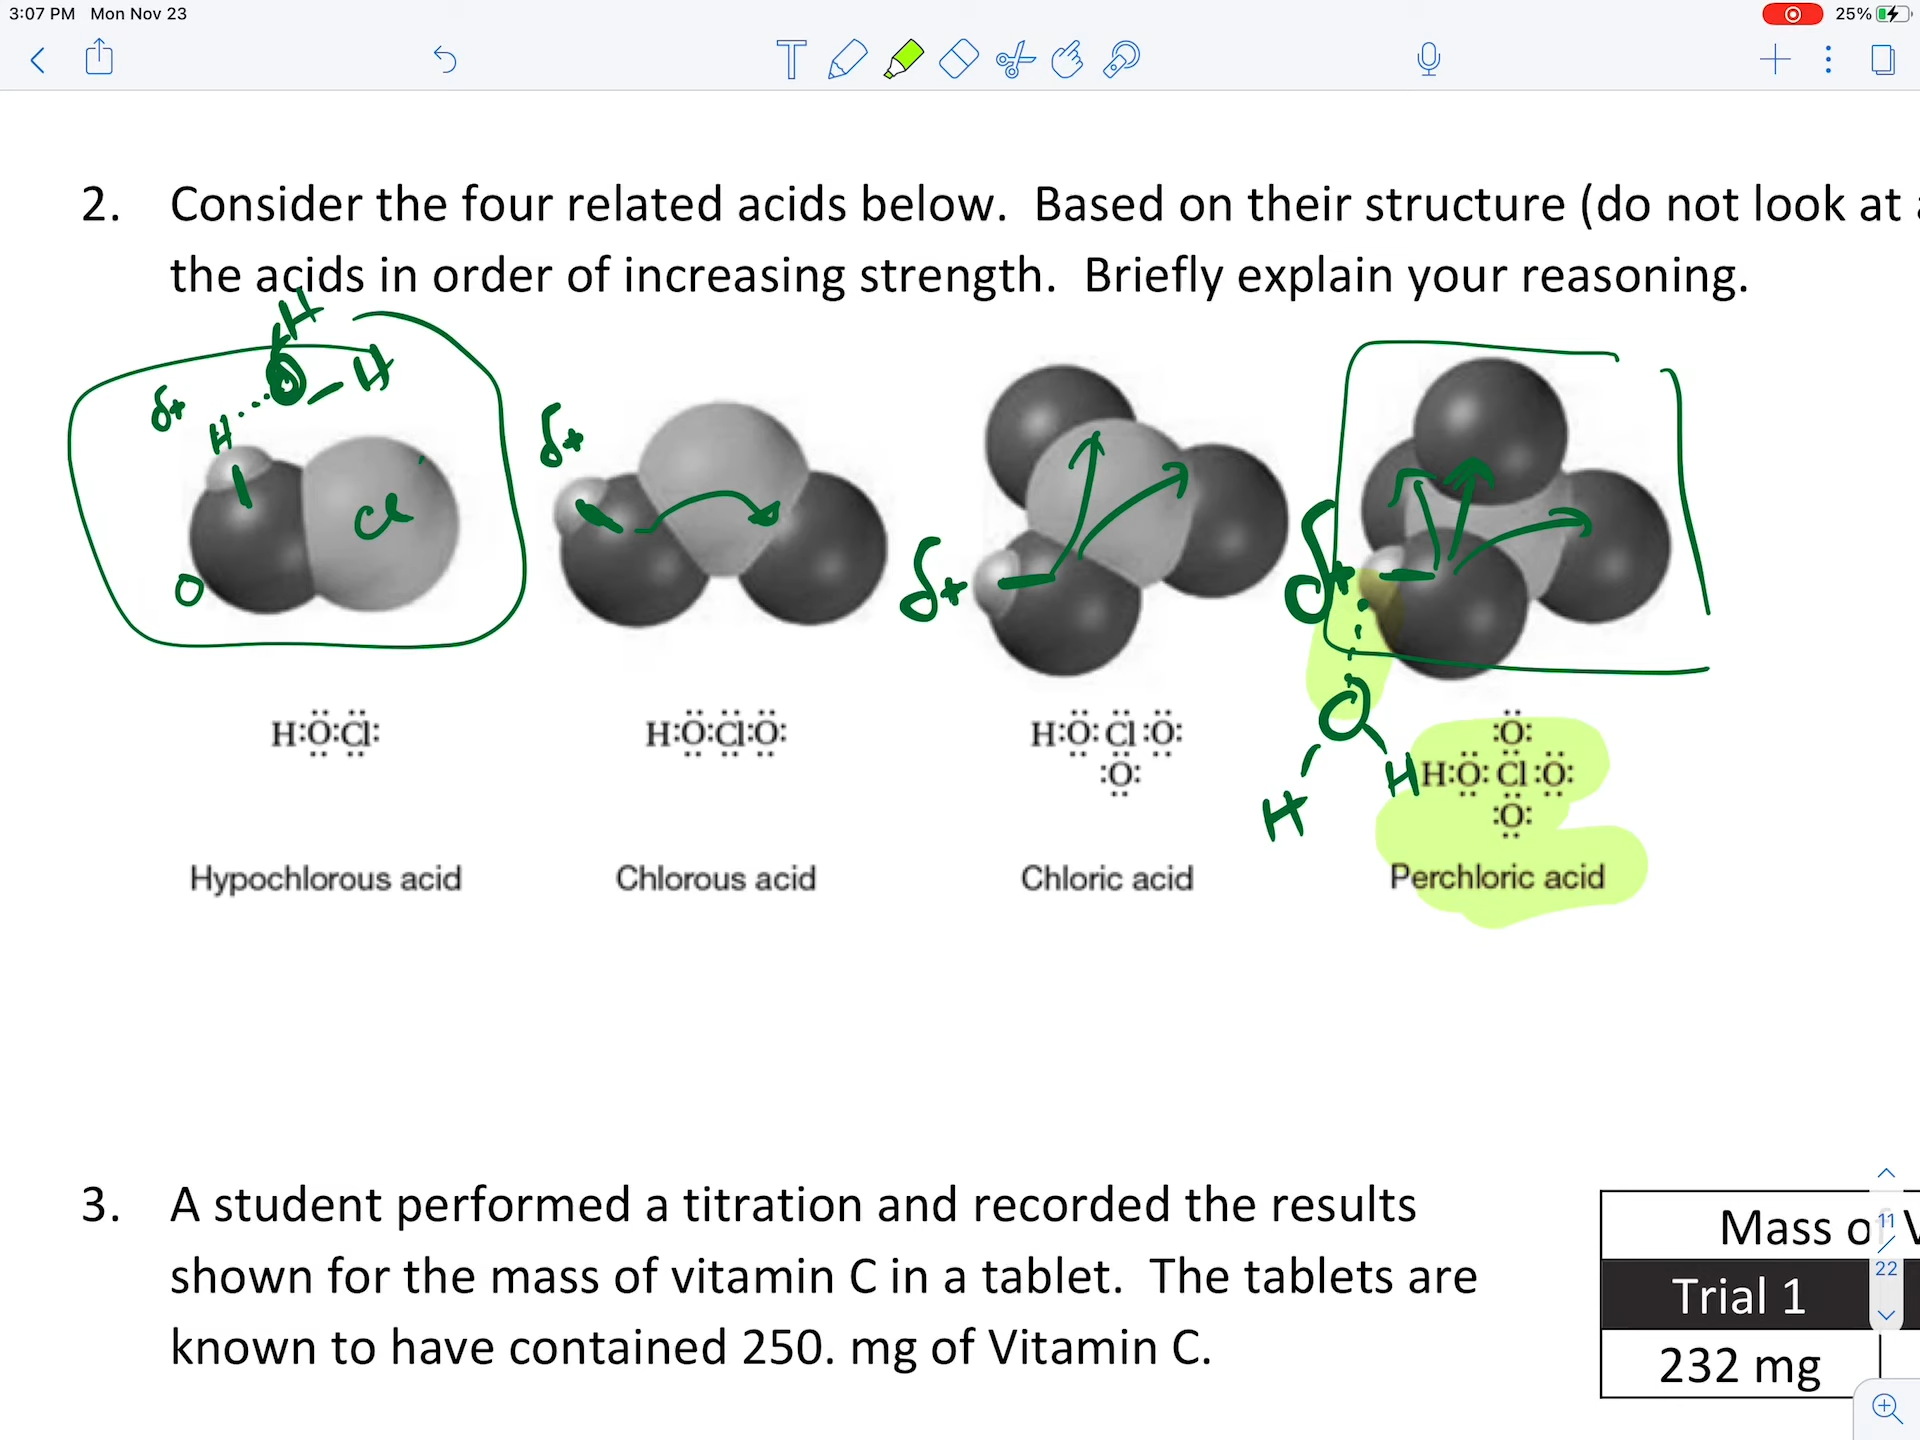 3:07 PM Mon Nov 23
25%
2. Consider the four related acids below. Based on their structure (do not look at
the acids in order of increasing strength. Briefly explain your reasoning.
H
H
δ+
H
Cl
O
δ+
δ+
δ+
O
H
H
H:Ö:Cl:
H:Ö:Cl:Ö:
H:Ö:Cl:Ö:
:Ö:
:Ö:
H:Ö:Cl:Ö:
:Ö:
Hypochlorous acid
Chlorous acid
Chloric acid
Perchloric acid
3. A student performed a titration and recorded the results
shown for the mass of vitamin C in a tablet. The tablets are
known to have contained 250. mg of Vitamin C.
Mass of V
Trial 1
232 mg
11
22